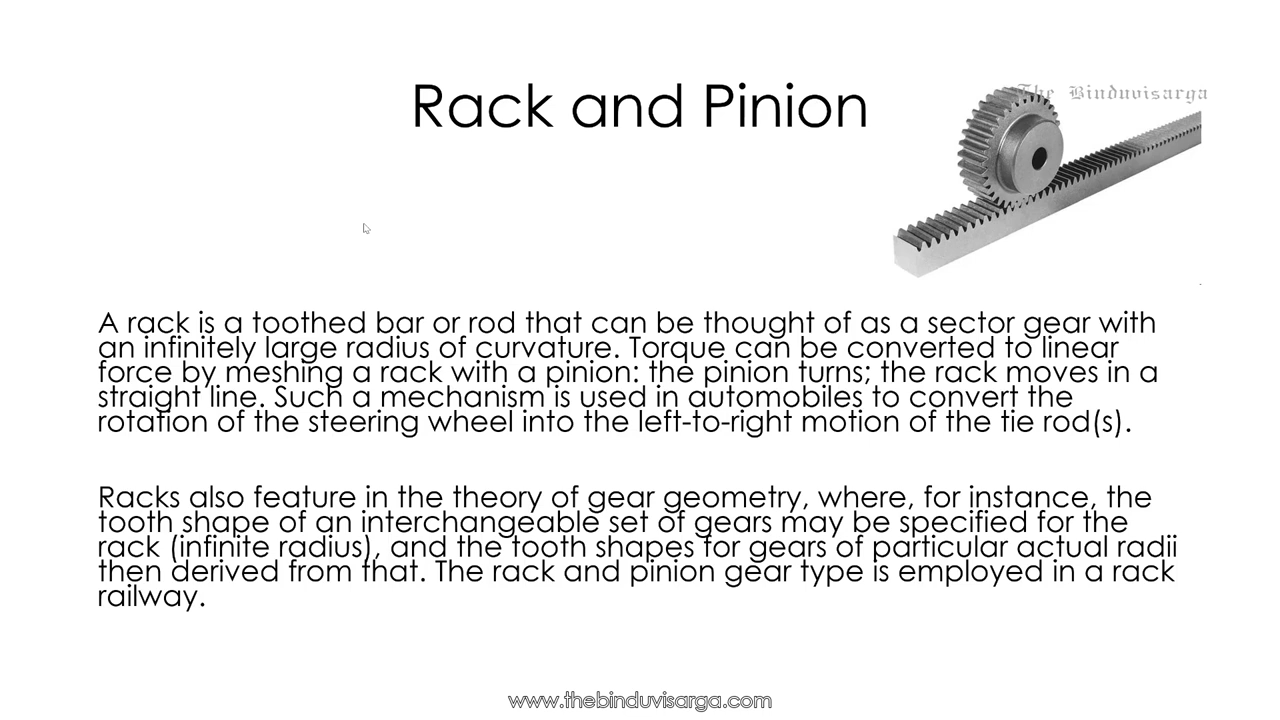 Rack and Pinion
The Binduvisarga
A rack is a toothed bar or rod that can be thought of as a sector gear with
an infinitely large radius of curvature. Torque can be converted to linear
force by meshing a rack with a pinion: the pinion turns; the rack moves in a
straight line. Such a mechanism is used in automobiles to convert the
rotation of the steering wheel into the left-to-right motion of the tie rod(s).
Racks also feature in the theory of gear geometry, where, for instance, the
tooth shape of an interchangeable set of gears may be specified for the
rack (infinite radius), and the tooth shapes for gears of particular actual radii
then derived from that. The rack and pinion gear type is employed in a rack
railway.
www.thebinduvisarga.com